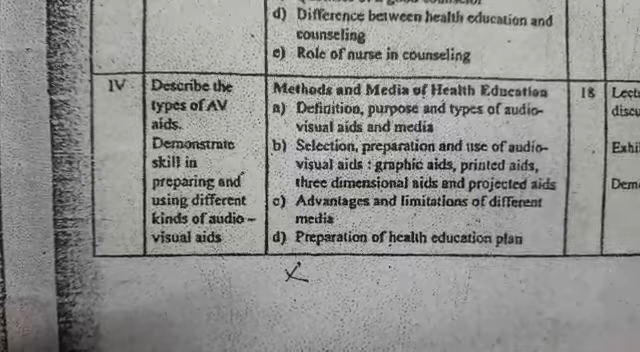 d) Difference between health education and
counseling
e) Role of nurse in counseling
IV
Describe the
types of AV
aids.
Demonstrate
skill in
preparing and
using different
kinds of audio –
visual aids
Methods and Media of Health Education
a) Definition, purpose and types of audio-
visual aids and media
b) Selection, preparation and use of audio-
visual aids : graphic aids, printed aids,
three dimensional aids and projected aids
c) Advantages and limitations of different
media
d) Preparation of health education plan
18